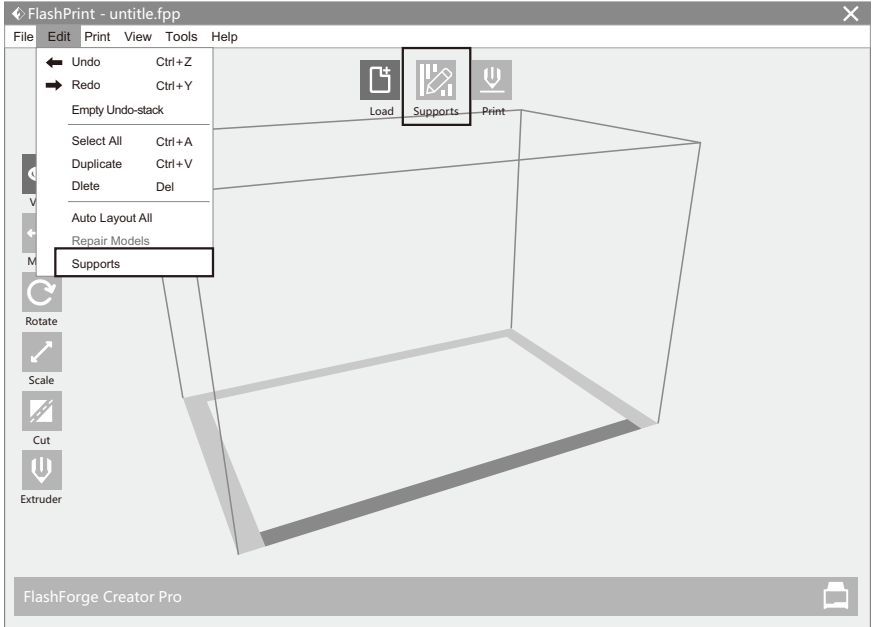 FlashPrint - untitle.fpp
File Edit Print View Tools Help
Undo Ctrl+Z
Redo Ctrl+Y
Empty Undo-stack
Select All Ctrl+A
Duplicate Ctrl+V
Dlete Del
Auto Layout All
Repair Models
Supports
Load Supports Print
V
M
Rotate
Scale
Cut
Extruder
FlashForge Creator Pro